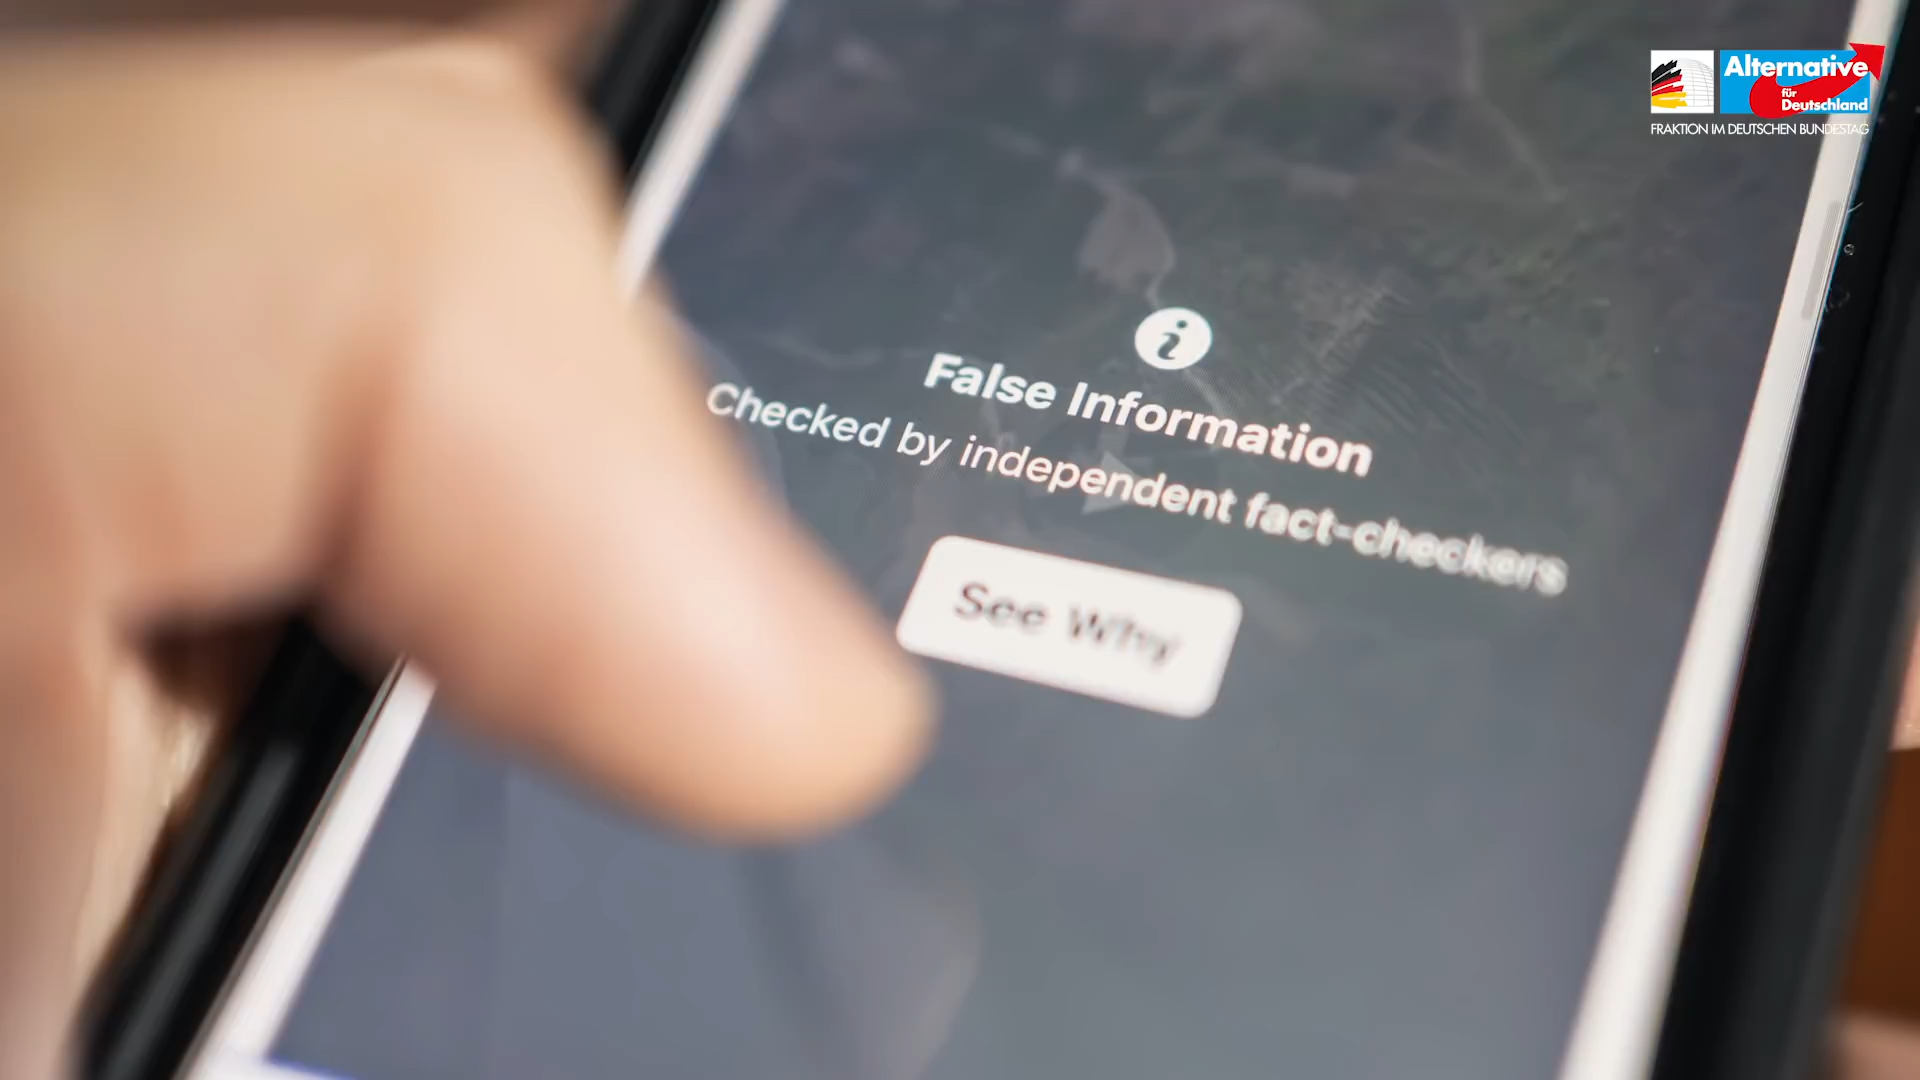 Alternative
für
Deutschland
FRAKTION IM DEUTSCHEN BUNDESTAG
i
False Information
Checked by independent fact-checkers
See Why